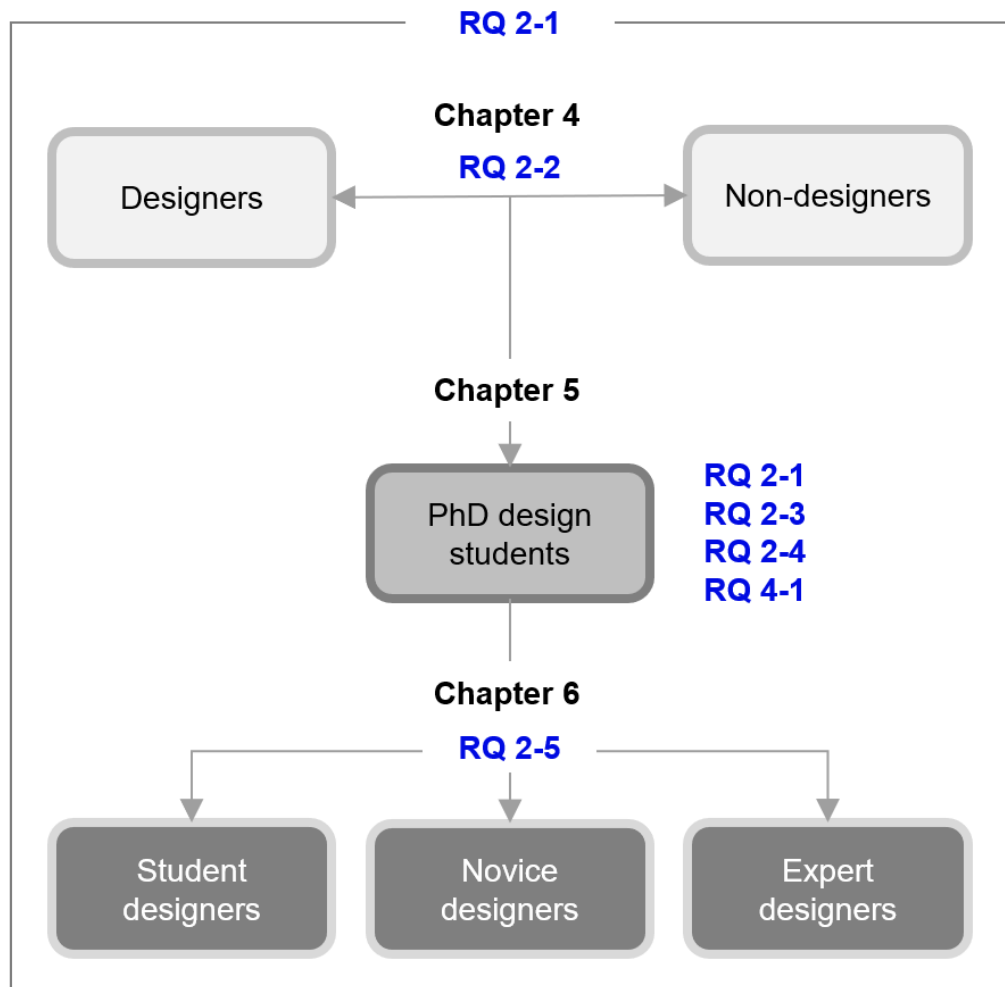 RQ 2-1
Chapter 4
RQ 2-2
Designers
Non-designers
Chapter 5
PhD design
students
RQ 2-1
RQ 2-3
RQ 2-4
RQ 4-1
Chapter 6
RQ 2-5
Student
designers
Novice
designers
Expert
designers